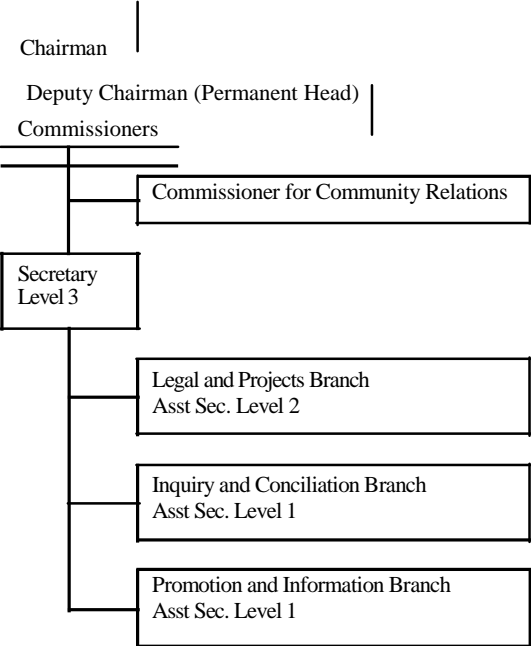 Chairman
Deputy Chairman (Permanent Head)
Commissioners
Commissioner for Community Relations
Secretary
Level 3
Legal and Projects Branch
Asst Sec. Level 2
Inquiry and Conciliation Branch
Asst Sec. Level 1
Promotion and Information Branch
Asst Sec. Level 1